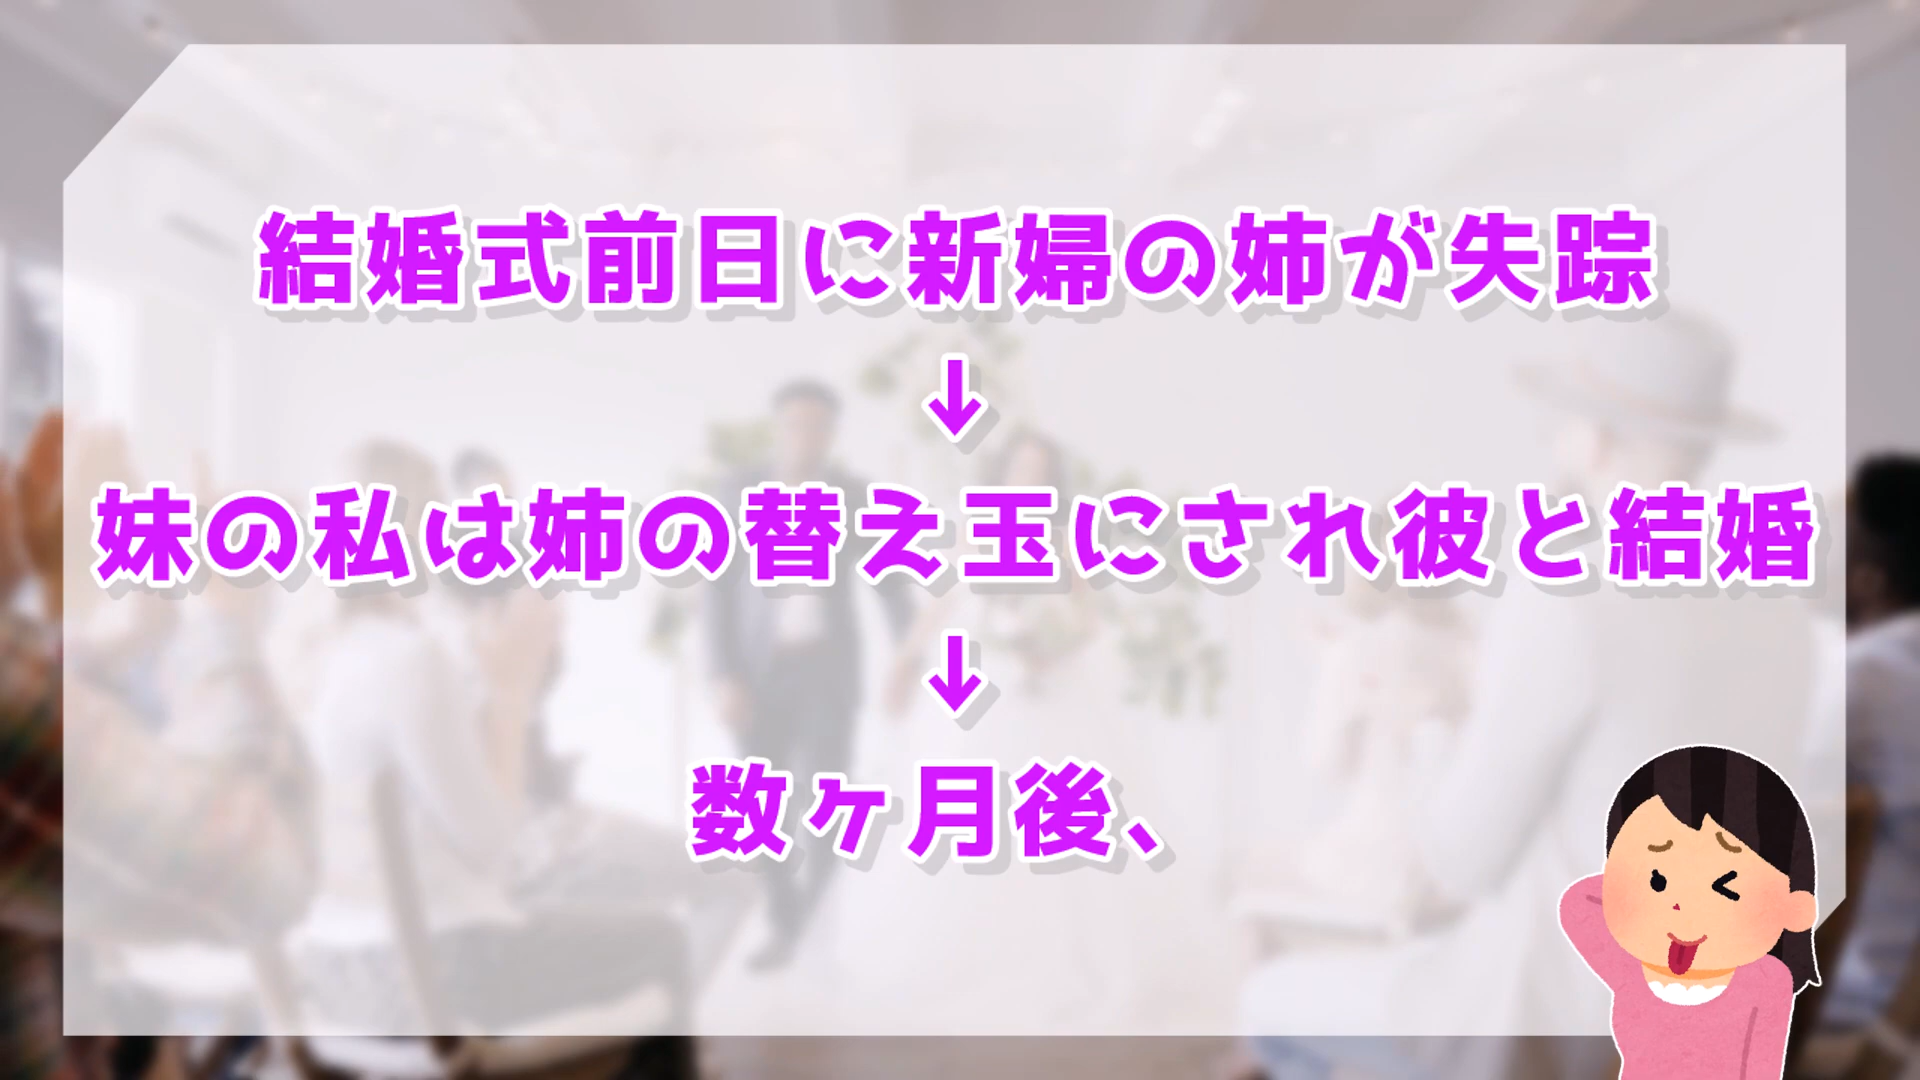 結婚式前日に新婦の姉が失踪
↓
妹の私は姉の替え玉にされ彼と結婚
↓
数ヶ月後、